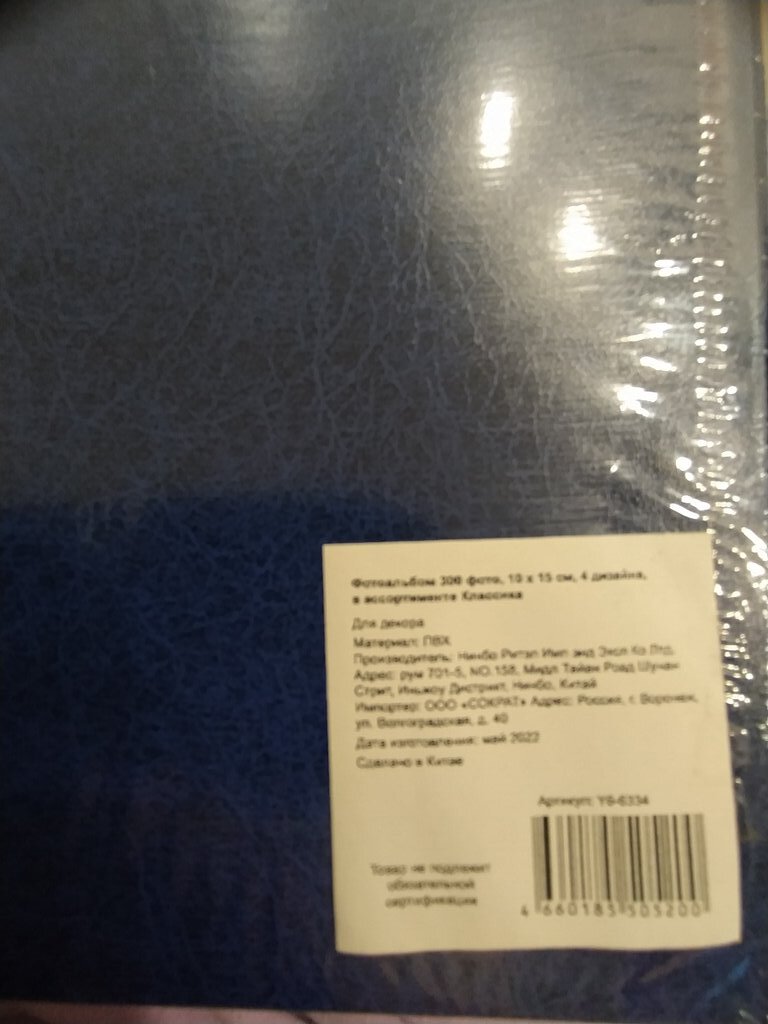 Фотоальбом 300 фото, 10 х 15 см, 4 дизайна,
в ассортименте Классика
Для декора
Материал: ПВХ
Производитель: Нинбо Ритэл Имп энд Эксп Ко Лтд.
Адрес: рум 701-5, NO.158, Мидл Тайан Роад Шучан
Стрит, Иньжоу Дистрикт, Нинбо, Китай
Импортер: ООО «СОКРАТ» Адрес: Россия, г. Воронеж,
ул. Волгоградская, д. 40
Дата изготовления: май 2022
Сделано в Китае
Артикул: Y6-6334
Товар не подлежит
обязательной
сертификации
4 660185 505200